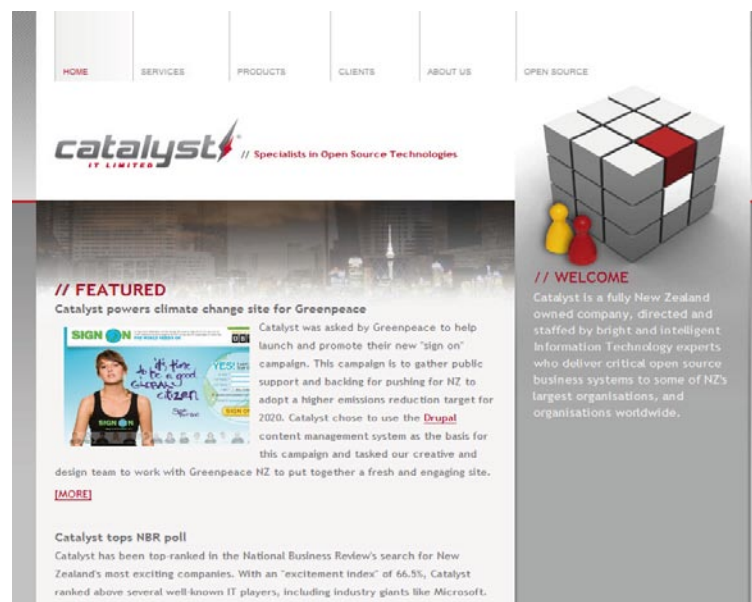 HOME SERVICES PRODUCTS CLIENTS ABOUT US OPEN SOURCE
catalyst
IT LIMITED
// Specialists in Open Source Technologies
// FEATURED
Catalyst powers climate change site for Greenpeace
SIGN ON
it's time
to be a good
GLOBAL
citizen
SIGN ON
YES!
SIGN ON
Catalyst was asked by Greenpeace to help
launch and promote their new "sign on"
campaign. This campaign is to gather public
support and backing for pushing for NZ to
adopt a higher emissions reduction target for
2020. Catalyst chose to use the Drupal
content management system as the basis for
this campaign and tasked our creative and
design team to work with Greenpeace NZ to put together a fresh and engaging site.
[MORE]
Catalyst tops NBR poll
Catalyst has been top-ranked in the National Business Review's search for New
Zealand's most exciting companies. With an "excitement index" of 66.5%, Catalyst
ranked above several well-known IT players, including industry giants like Microsoft.
// WELCOME
Catalyst is a fully New Zealand
owned company, directed and
staffed by bright and intelligent
Information Technology experts
who deliver critical open source
business systems to some of NZ's
largest organisations, and
organisations worldwide.